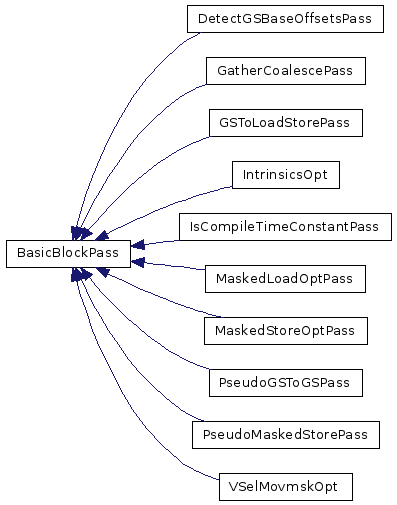 DetectGSBaseOffsetsPass
GatherCoalescePass
GSToLoadStorePass
IntrinsicsOpt
IsCompileTimeConstantPass
BasicBlockPass
MaskedLoadOptPass
MaskedStoreOptPass
PseudoGSToGSPass
PseudoMaskedStorePass
VSelMovmskOpt